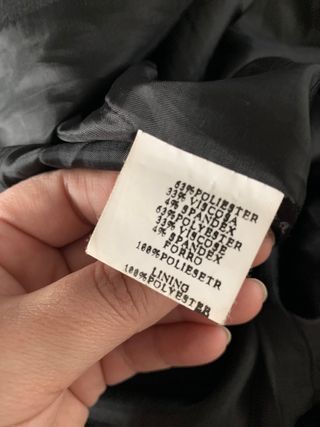 63%POLIESTER
33%VISCOSA
4% SPANDEX
63%POLYESTER
33% VISCOSE
4% SPANDEX
FORRO
100%POLIESETR
LINING
100%POLYESTER